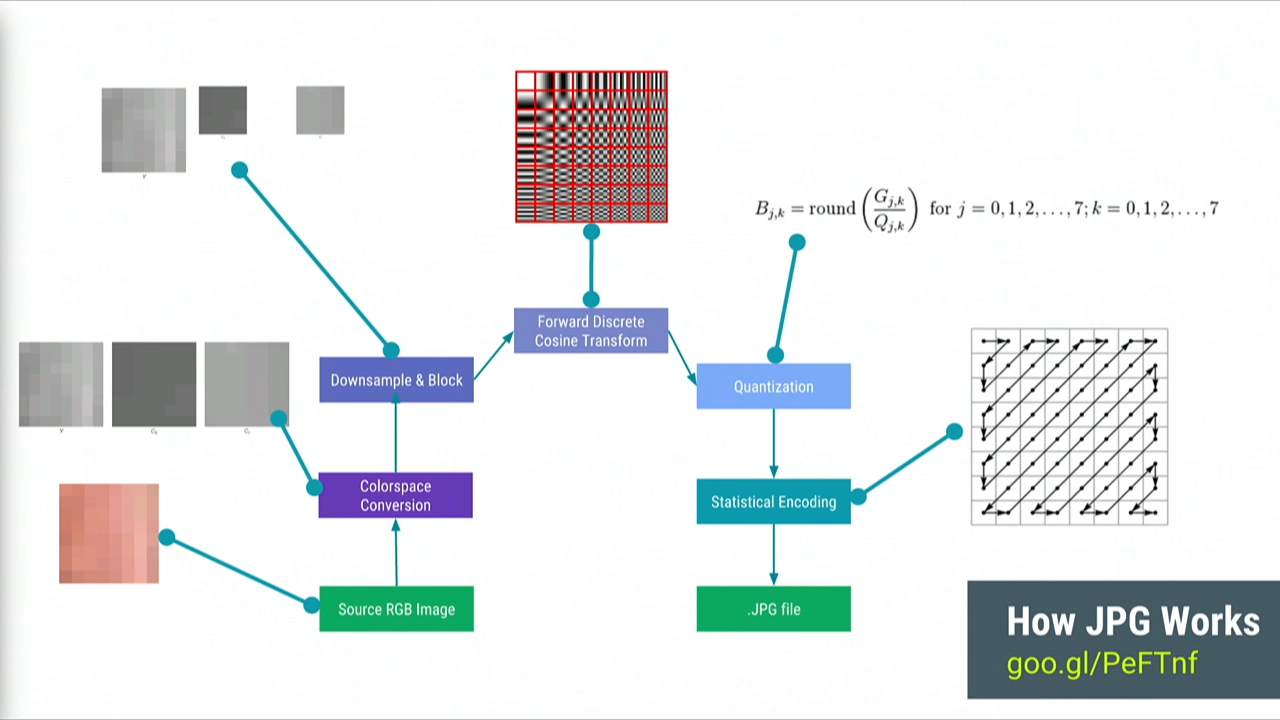 Y
B_{j,k} = round ( G_{j,k} / Q_{j,k} ) for j = 0, 1, 2, . . . , 7; k = 0, 1, 2, . . . , 7
Forward Discrete
Cosine Transform
Downsample & Block
Quantization
Y
C_B
Colorspace
Conversion
Statistical Encoding
Source RGB Image
.JPG file
How JPG Works
goo.gl/PeFTnf